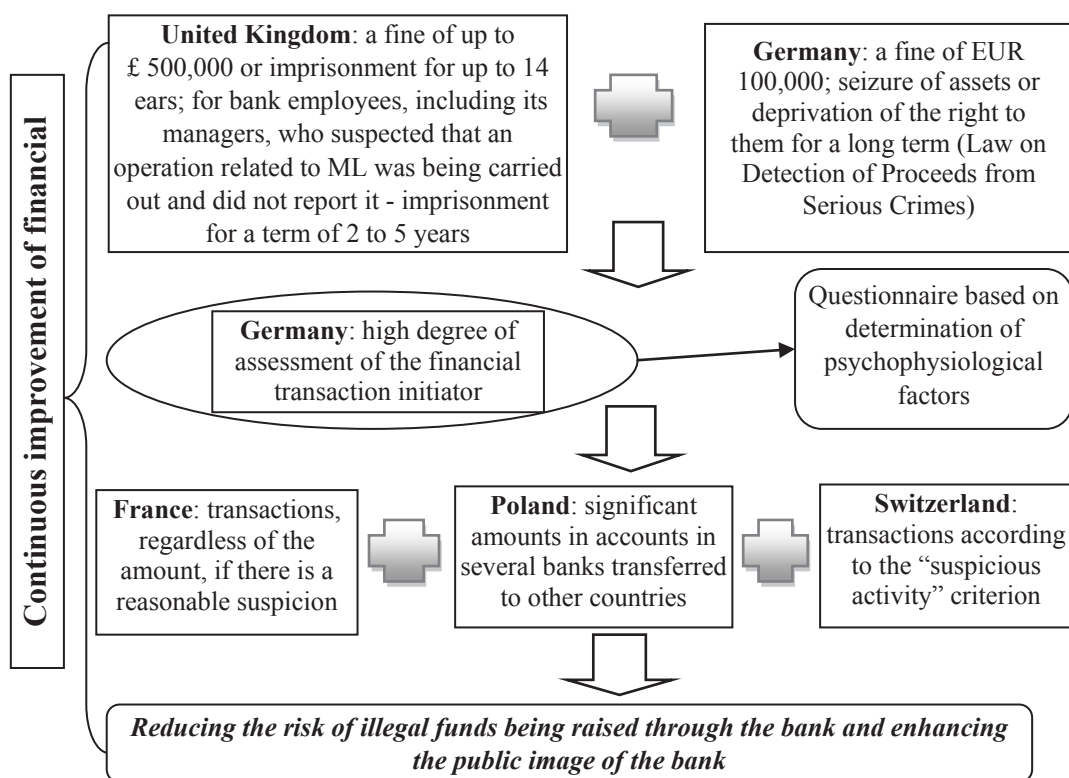 Continuous improvement of financial
United Kingdom: a fine of up to
£ 500,000 or imprisonment for up to 14
ears; for bank employees, including its
managers, who suspected that an
operation related to ML was being carried
out and did not report it - imprisonment
for a term of 2 to 5 years
Germany: a fine of EUR
100,000; seizure of assets or
deprivation of the right to
them for a long term (Law on
Detection of Proceeds from
Serious Crimes)
Germany: high degree of
assessment of the financial
transaction initiator
Questionnaire based on
determination of
psychophysiological
factors
France: transactions,
regardless of the
amount, if there is a
reasonable suspicion
Poland: significant
amounts in accounts in
several banks transferred
to other countries
Switzerland:
transactions according
to the “suspicious
activity” criterion
Reducing the risk of illegal funds being raised through the bank and enhancing
the public image of the bank